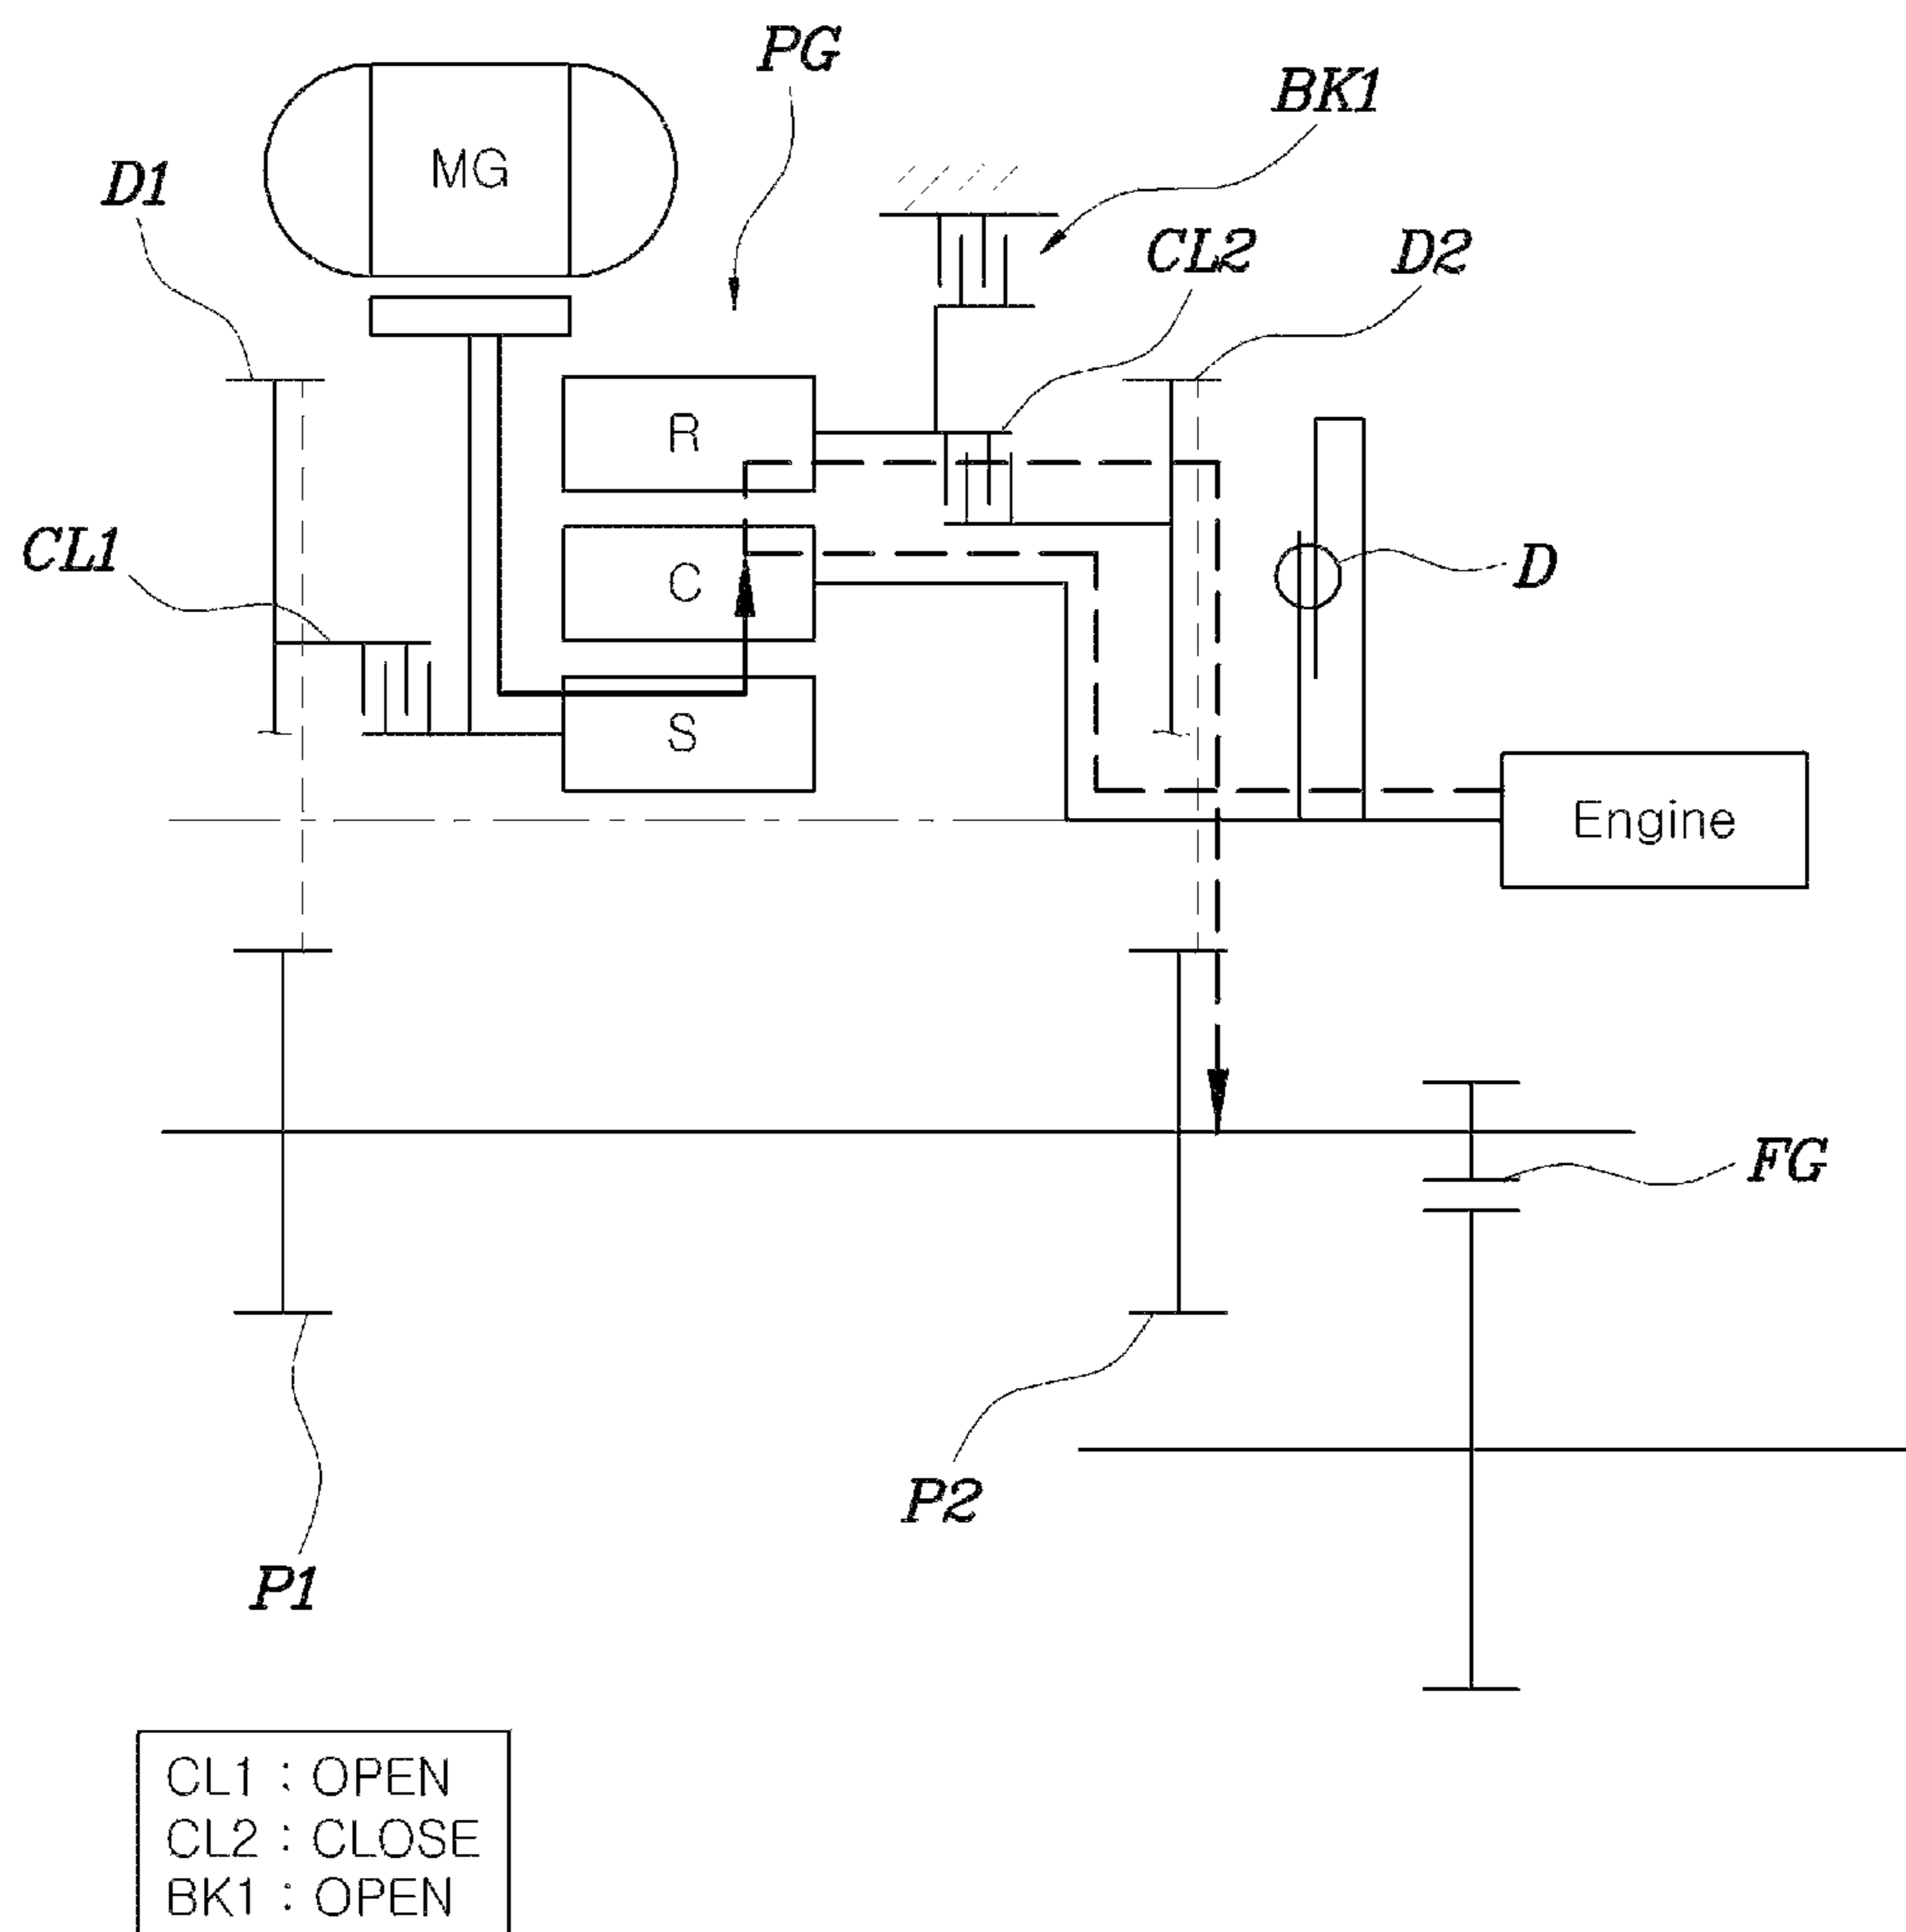 PG
BK1
MG
D1
CL2
D2
R
CL1
C
D
S
Engine
FG
P2
P1
CL1 : OPEN
CL2 : CLOSE
BK1 : OPEN